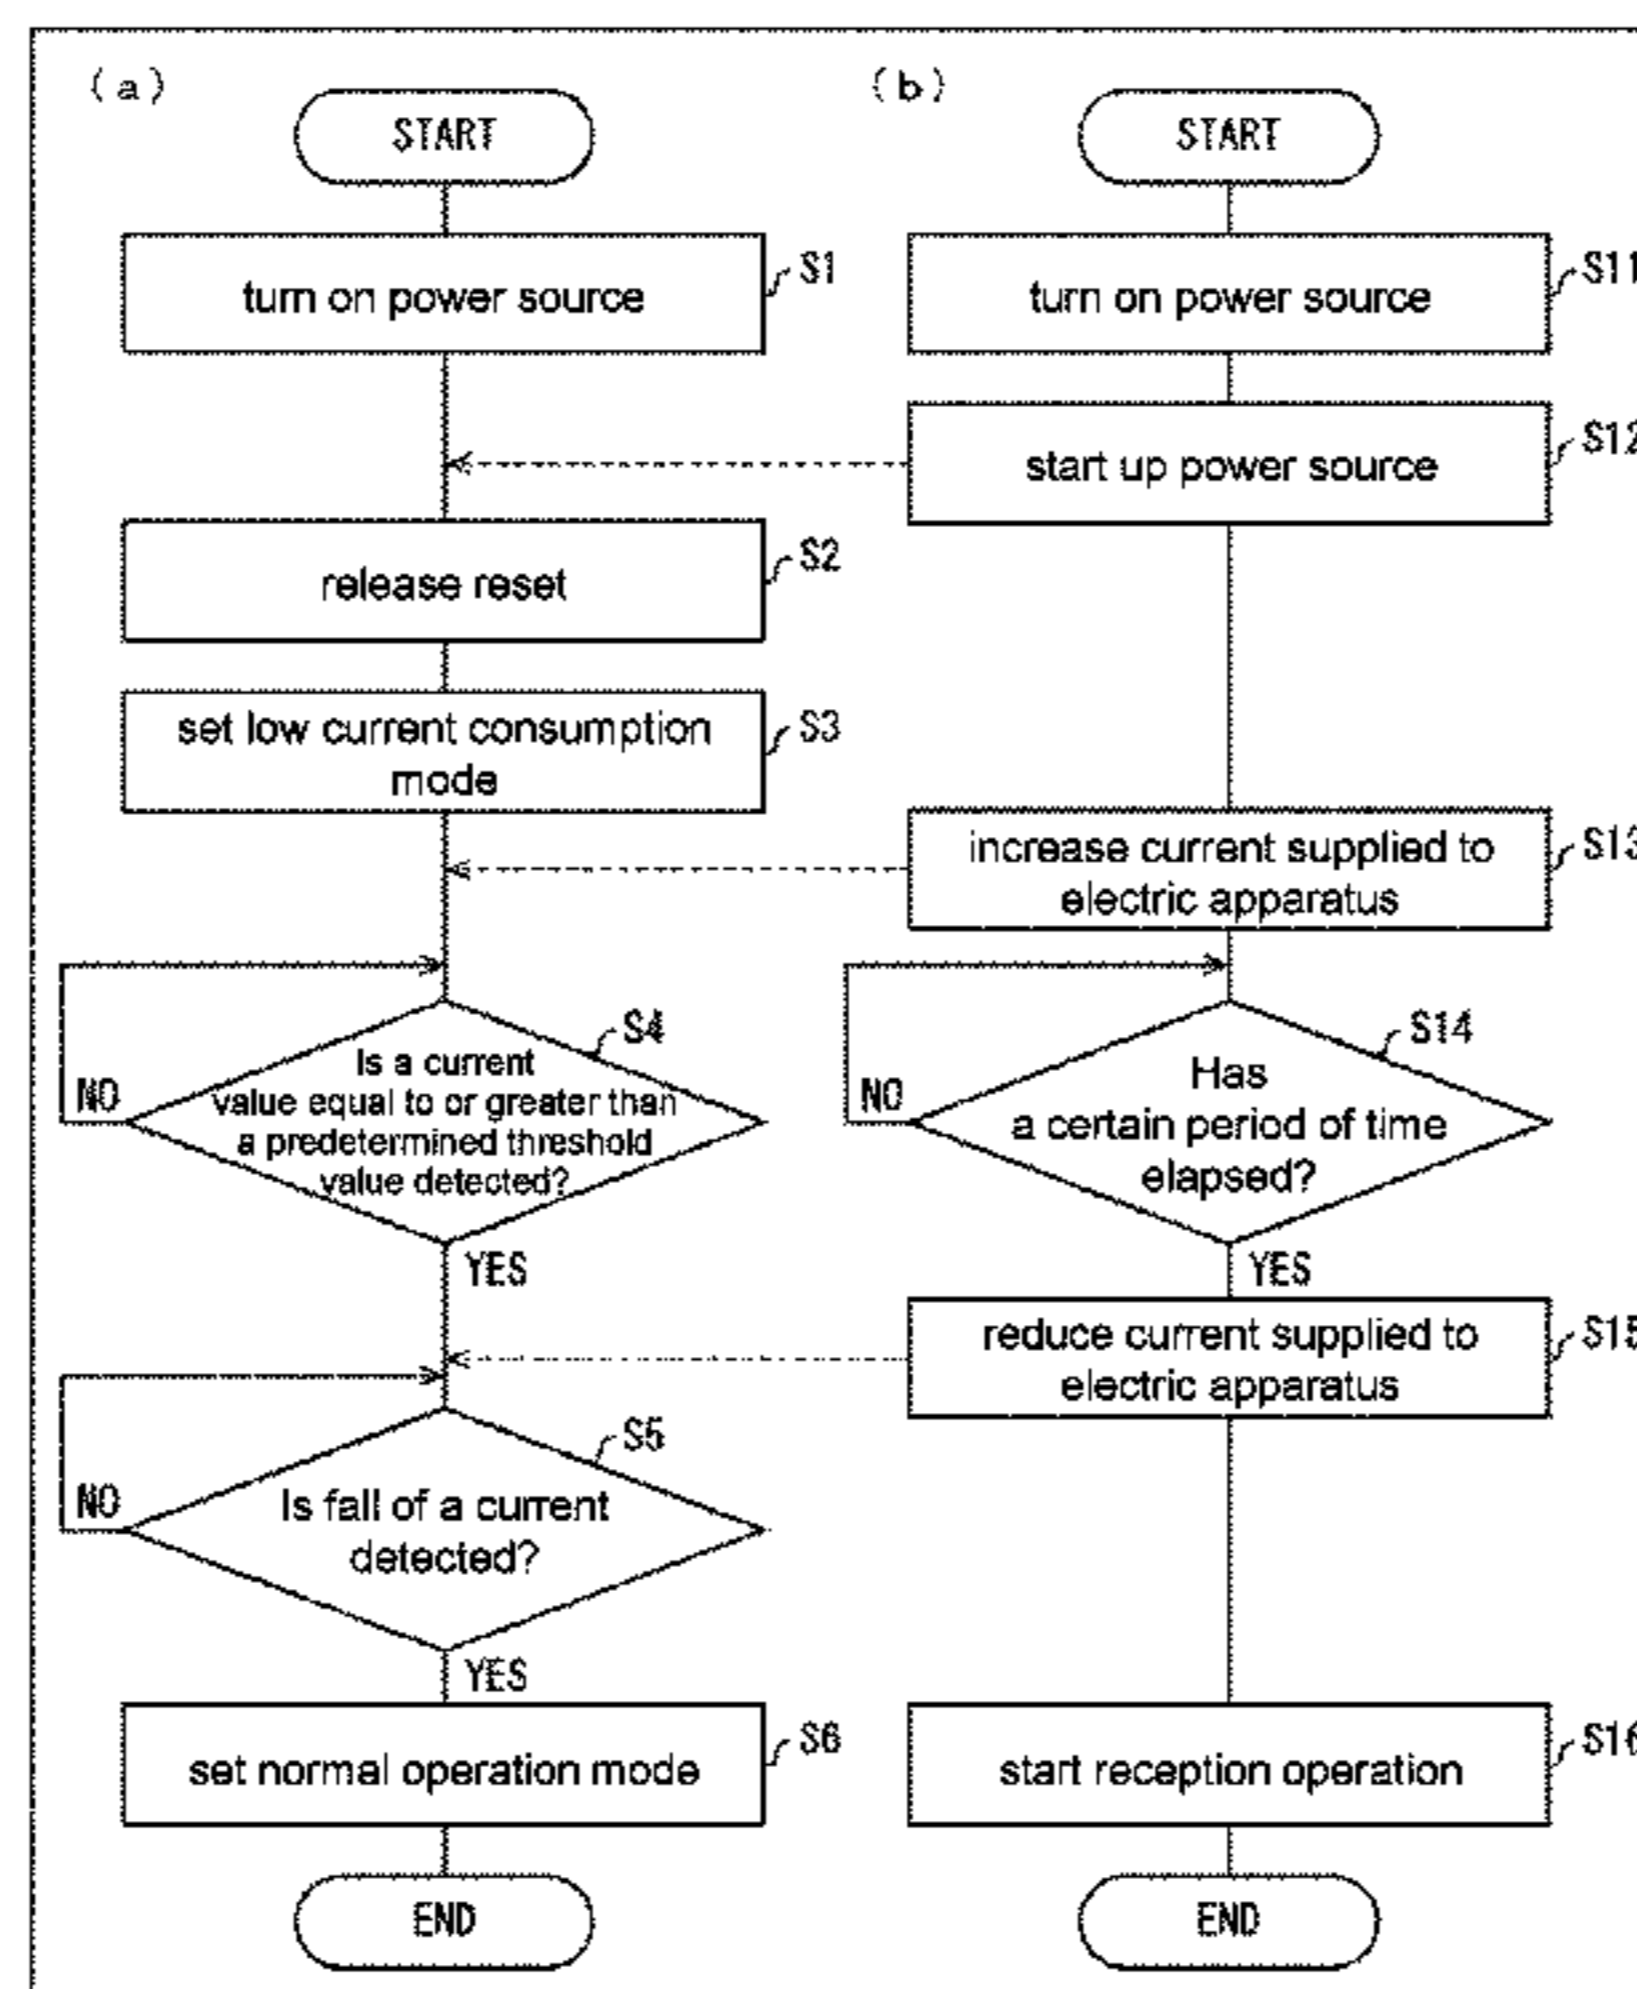 (a)
START
turn on power source
S1
release reset
S2
set low current consumption
mode
S3
Is a current
value equal to or greater than
a predetermined threshold
value detected?
S4
NO
YES
Is fall of a current
detected?
S5
NO
YES
set normal operation mode
S6
END
(b)
START
turn on power source
S11
start up power source
S12
increase current supplied to
electric apparatus
S13
Has
a certain period of time
elapsed?
S14
NO
YES
reduce current supplied to
electric apparatus
S15
start reception operation
S16
END